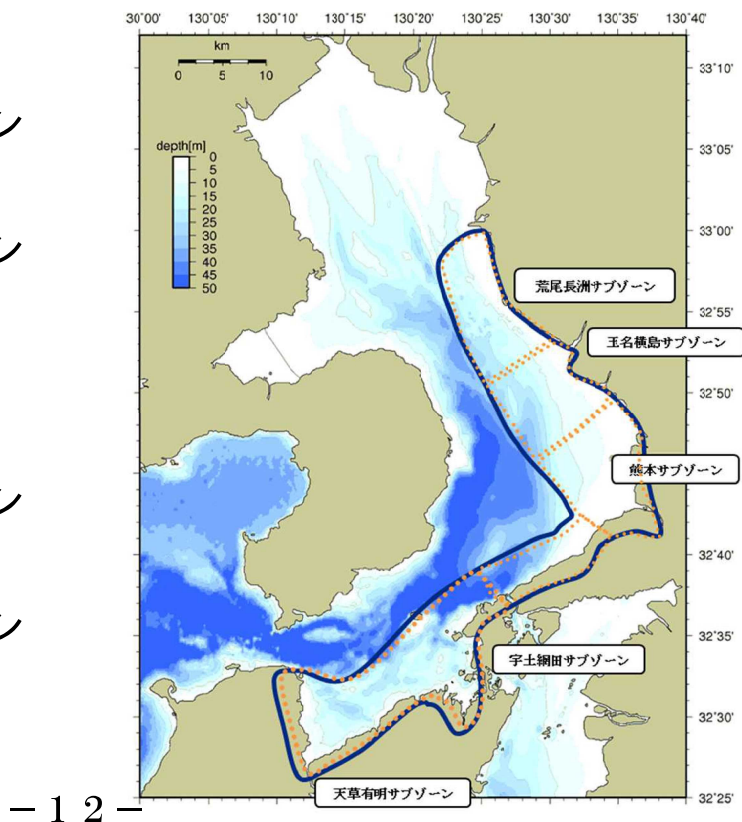 30°00' 130°05' 130°10' 130°15' 130°20' 130°25' 130°30' 130°35' 130°40'
km
0 5 10
33°10'
ン
depth[m]
0
5
10
15
20
25
30
35
40
45
50
33°05'
33°00'
ン
荒尾長洲サブゾーン
32°55'
玉名横島サブゾーン
32°50'
熊本サブゾーン
ン
32°40'
ン
32°35'
宇土網田サブゾーン
32°30'
天草有明サブゾーン
32°25'
－１２－